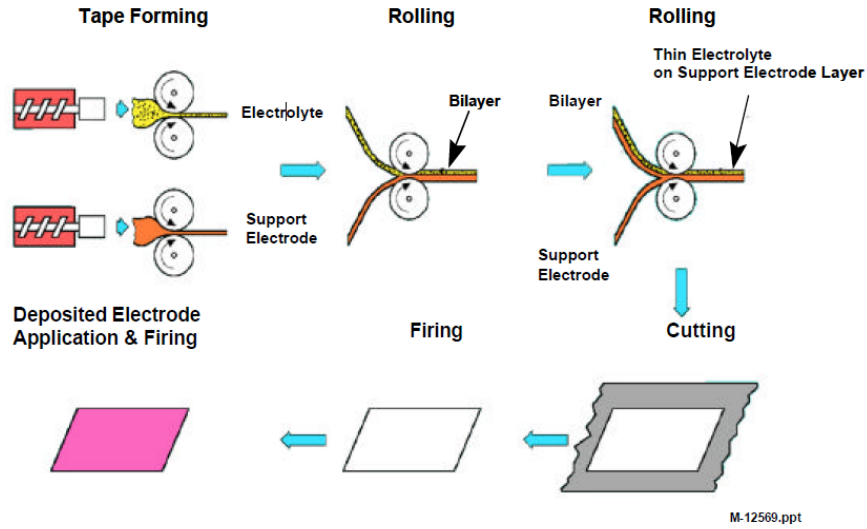 Tape Forming
Rolling
Rolling
Thin Electrolyte
on Support Electrode Layer
Electrolyte
Bilayer
Bilayer
Support
Electrode
Support
Electrode
Deposited Electrode
Application & Firing
Firing
Cutting
M-12569.ppt